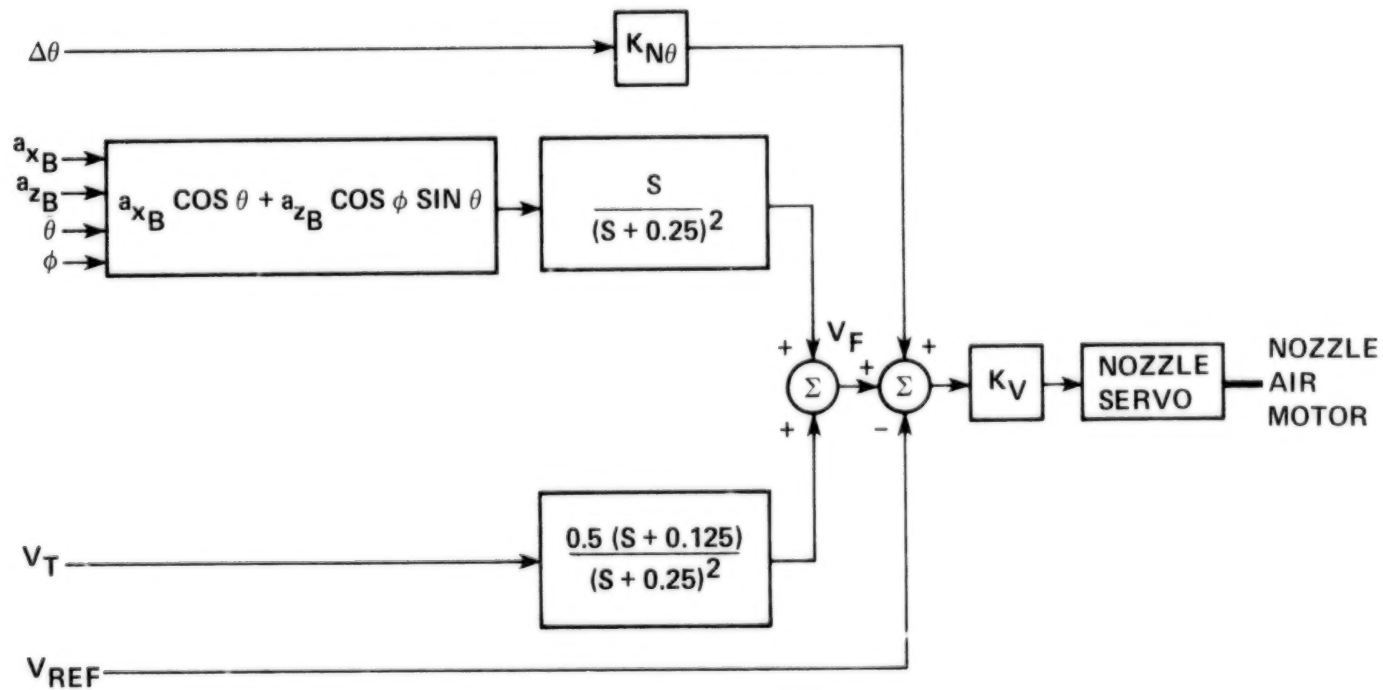 Δθ
K_Nθ
a_xB
a_zB
θ
ϕ
a_xB COS θ + a_zB COS ϕ SIN θ
S
(S + 0.25)²
+
V_F
+
+
Σ
Σ
+
−
K_V
NOZZLE
SERVO
NOZZLE
AIR
MOTOR
V_T
0.5 (S + 0.125)
(S + 0.25)²
V_REF